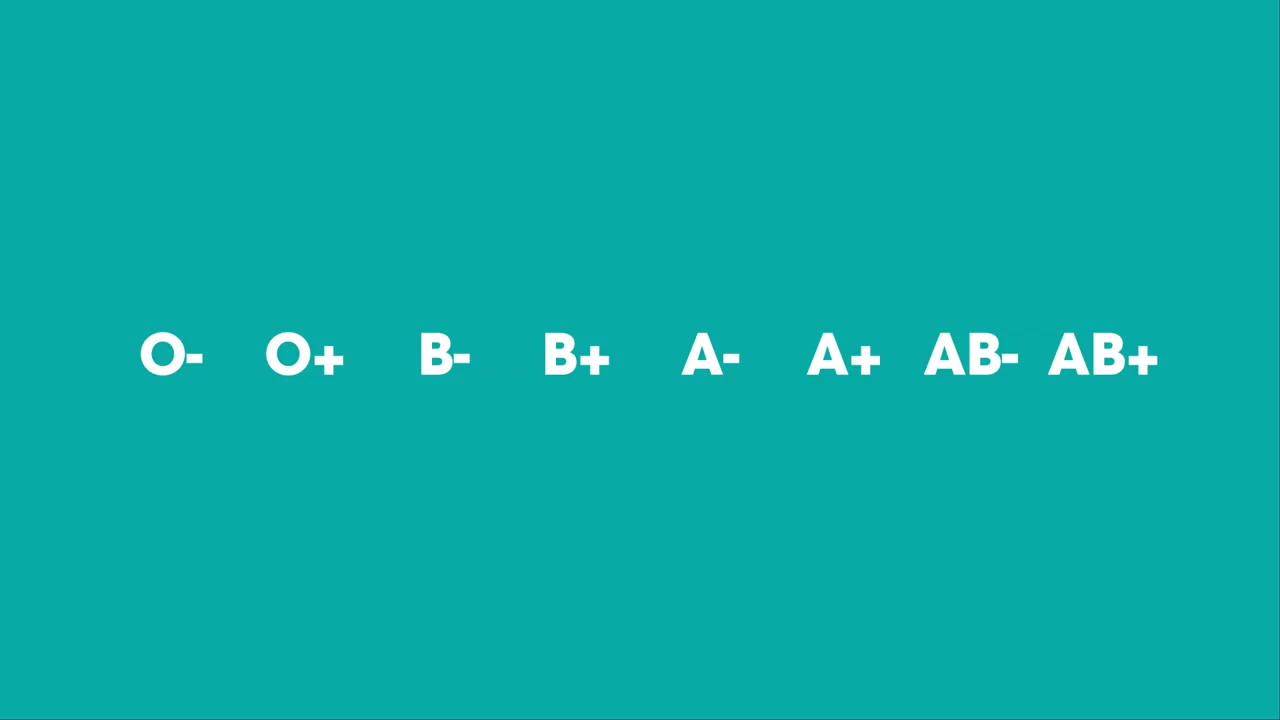 O- O+ B- B+ A- A+ AB- AB+